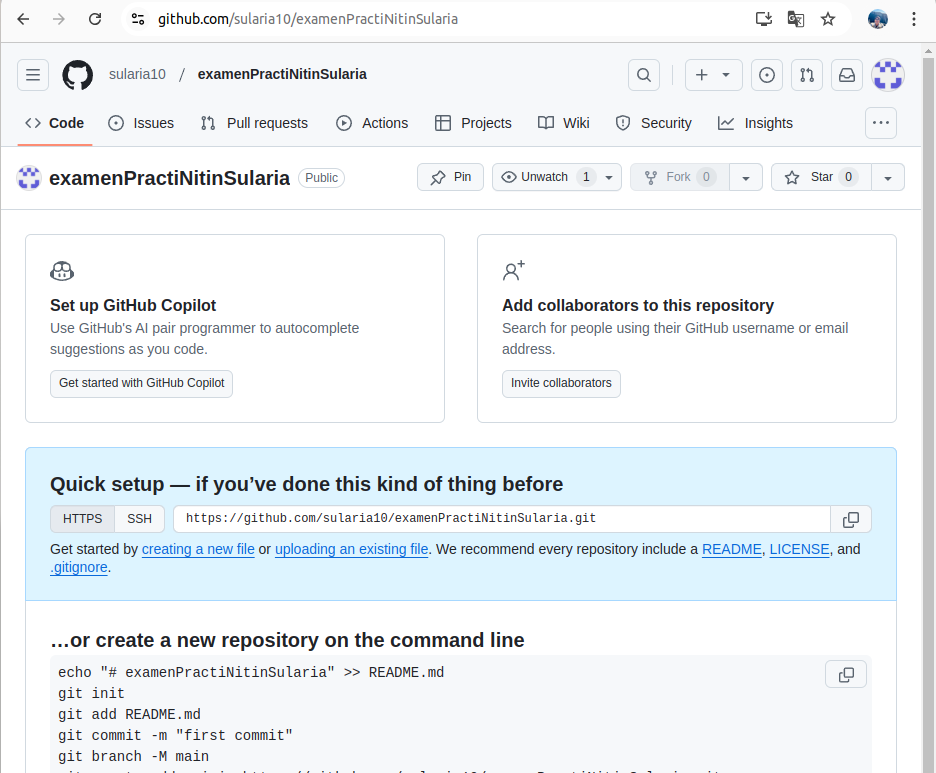 github.com/sularia10/examenPractiNitinSularia
sularia10 / examenPractiNitinSularia
Code Issues Pull requests Actions Projects Wiki Security Insights
examenPractiNitinSularia Public Pin Unwatch 1 Fork 0 Star 0
Set up GitHub Copilot
Use GitHub's AI pair programmer to autocomplete
suggestions as you code.
Get started with GitHub Copilot
Add collaborators to this repository
Search for people using their GitHub username or email
address.
Invite collaborators
Quick setup — if you’ve done this kind of thing before
HTTPS SSH https://github.com/sularia10/examenPractiNitinSularia.git
Get started by creating a new file or uploading an existing file. We recommend every repository include a README, LICENSE, and
.gitignore.
…or create a new repository on the command line
echo "# examenPractiNitinSularia" >> README.md
git init
git add README.md
git commit -m "first commit"
git branch -M main